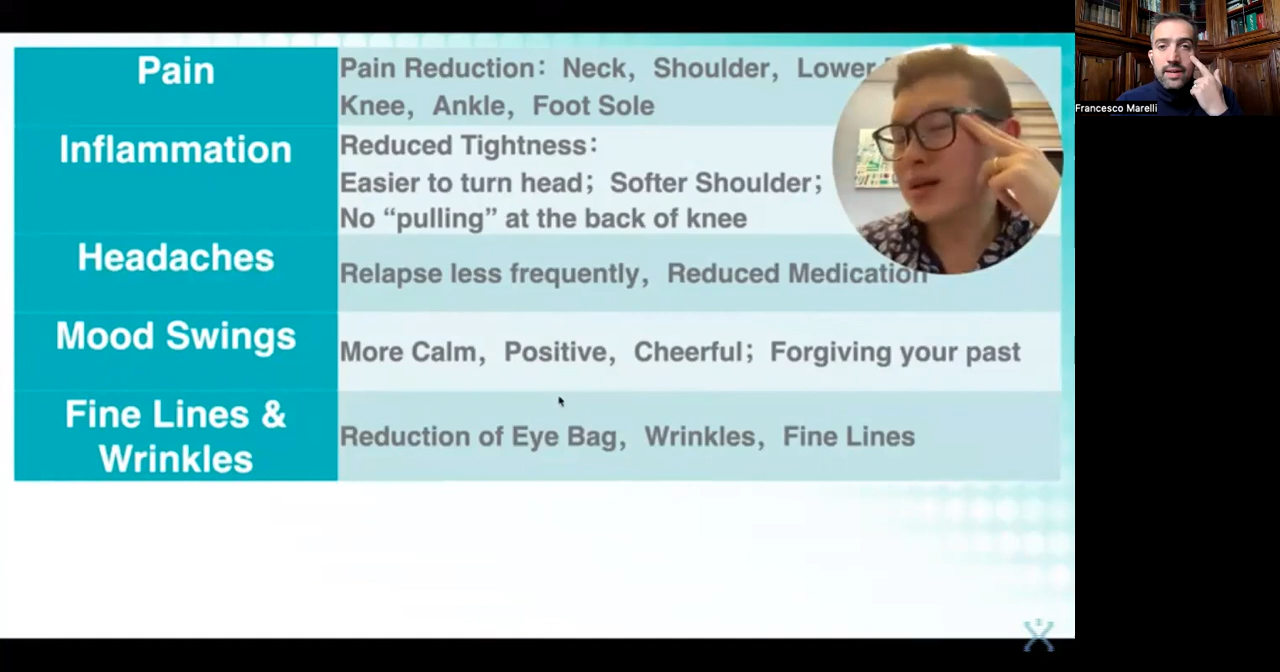 Pain
Pain Reduction： Neck， Shoulder， Lower
Knee， Ankle， Foot Sole
Inflammation
Reduced Tightness：
Easier to turn head； Softer Shoulder；
No “pulling” at the back of knee
Headaches
Relapse less frequently， Reduced Medication
Mood Swings
More Calm， Positive， Cheerful； Forgiving your past
Fine Lines &
Wrinkles
Reduction of Eye Bag， Wrinkles， Fine Lines
Francesco Marelli